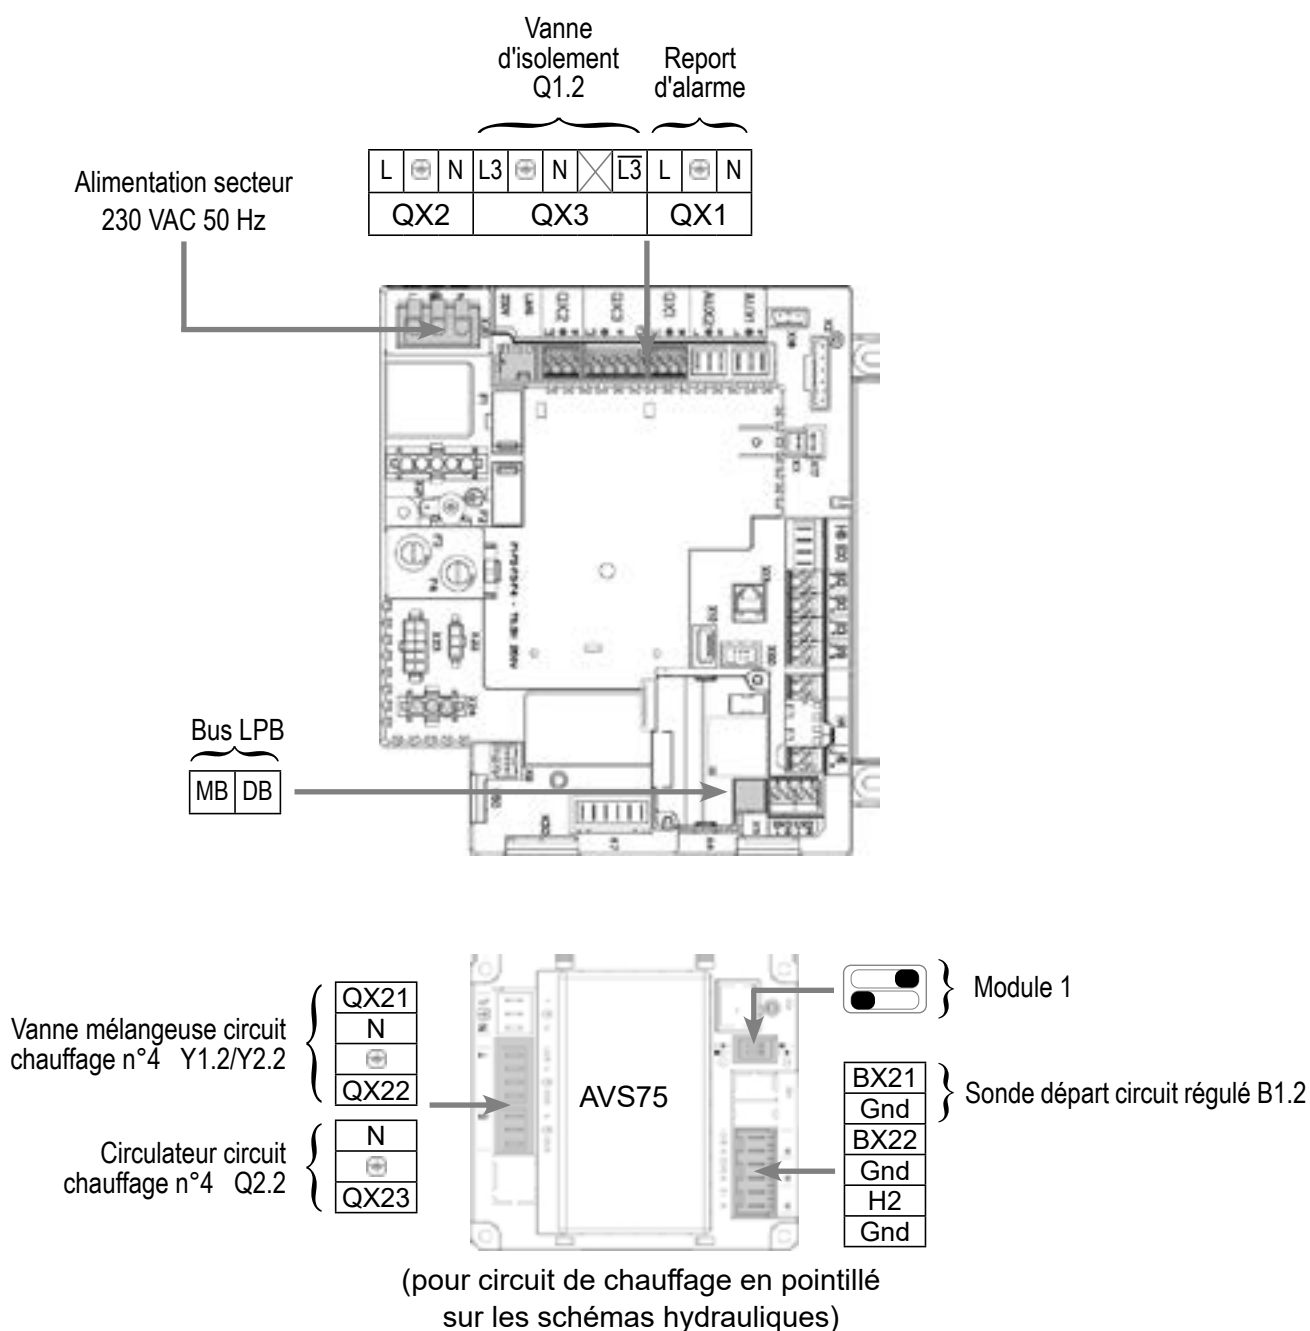 Vanne
d'isolement
Q1.2
Report
d'alarme
L N L3 N L3 L N
QX2 QX3 QX1
Alimentation secteur
230 VAC 50 Hz
QX2 QX3 QX1
Bus LPB
MB DB
Vanne mélangeuse circuit
chauffage n°4 Y1.2/Y2.2
QX21
N
QX22
Circulateur circuit
chauffage n°4 Q2.2
N
QX23
AVS75
Module 1
BX21
Gnd
BX22
Gnd
H2
Gnd
Sonde départ circuit régulé B1.2
(pour circuit de chauffage en pointillé
sur les schémas hydrauliques)